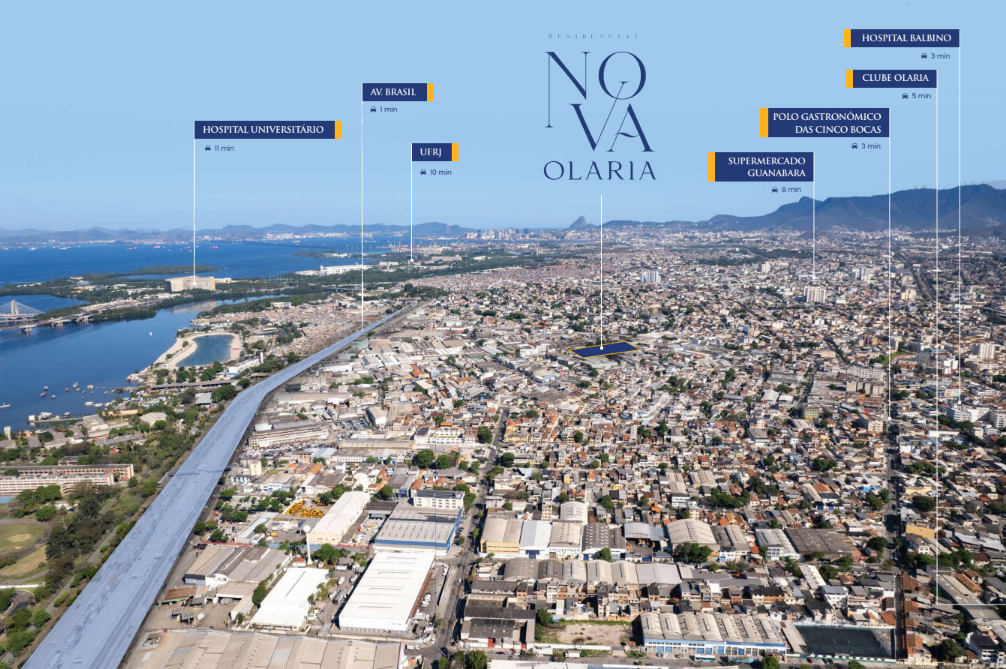 RESIDENCIAL
NOVA
OLARIA
HOSPITAL BALBINO
3 min
CLUBE OLARIA
5 min
AV. BRASIL
1 min
POLO GASTRONÔMICO
DAS CINCO BOCAS
3 min
HOSPITAL UNIVERSITÁRIO
11 min
UFRJ
10 min
SUPERMERCADO
GUANABARA
8 min